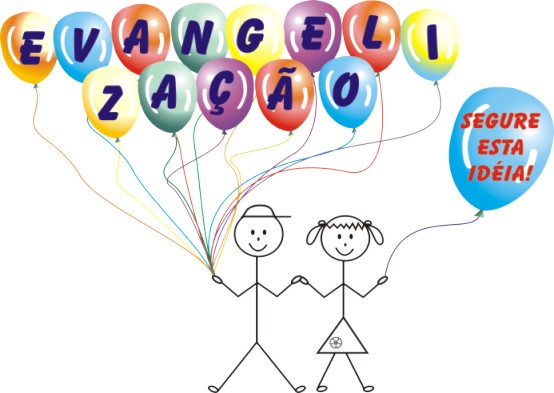 EVANGELI
ZAÇÃO
SEGURE
ESTA
IDÉIA!